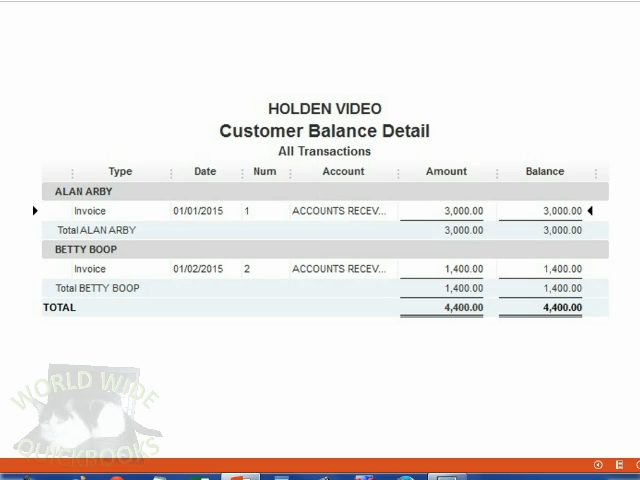 HOLDEN VIDEO
Customer Balance Detail
All Transactions
Type Date Num Account Amount Balance
ALAN ARBY
Invoice 01/01/2015 1 ACCOUNTS RECEV... 3,000.00 3,000.00
Total ALAN ARBY 3,000.00 3,000.00
BETTY BOOP
Invoice 01/02/2015 2 ACCOUNTS RECEV... 1,400.00 1,400.00
Total BETTY BOOP 1,400.00 1,400.00
TOTAL 4,400.00 4,400.00
WORLD WIDE
QUICKBOOKS